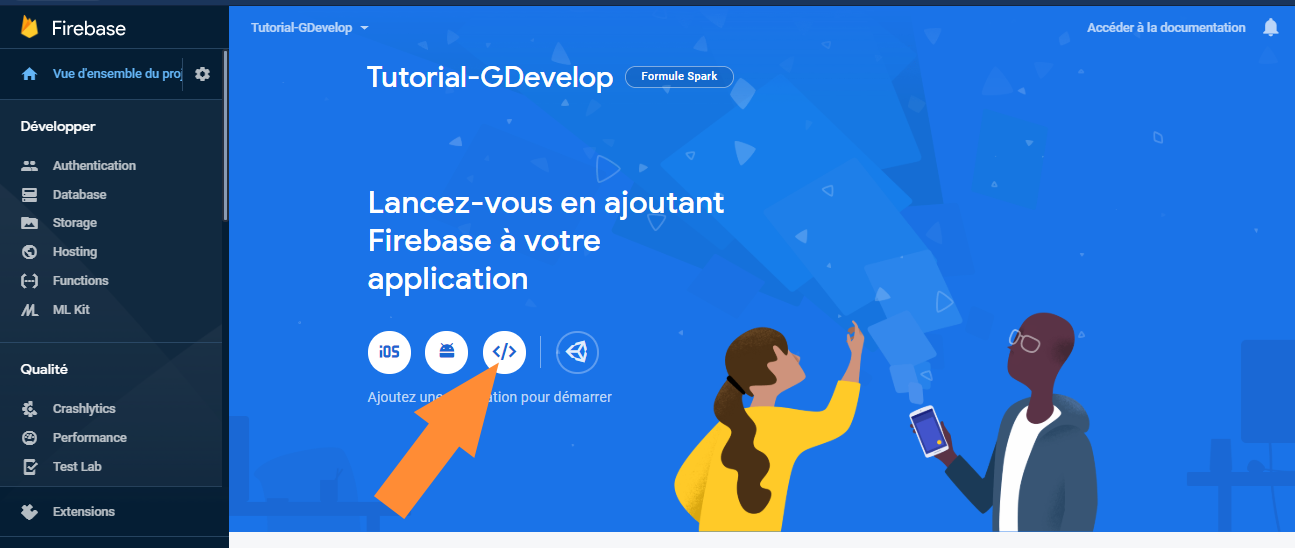 Firebase
Tutorial-GDevelop
Accéder à la documentation
Vue d'ensemble du proj
Tutorial-GDevelop
Formule Spark
Développer
Authentication
Database
Storage
Hosting
Functions
ML Kit
Lancez-vous en ajoutant
Firebase à votre
application
iOS
</>
Ajoutez une ation pour démarrer
Qualité
Crashlytics
Performance
Test Lab
Extensions